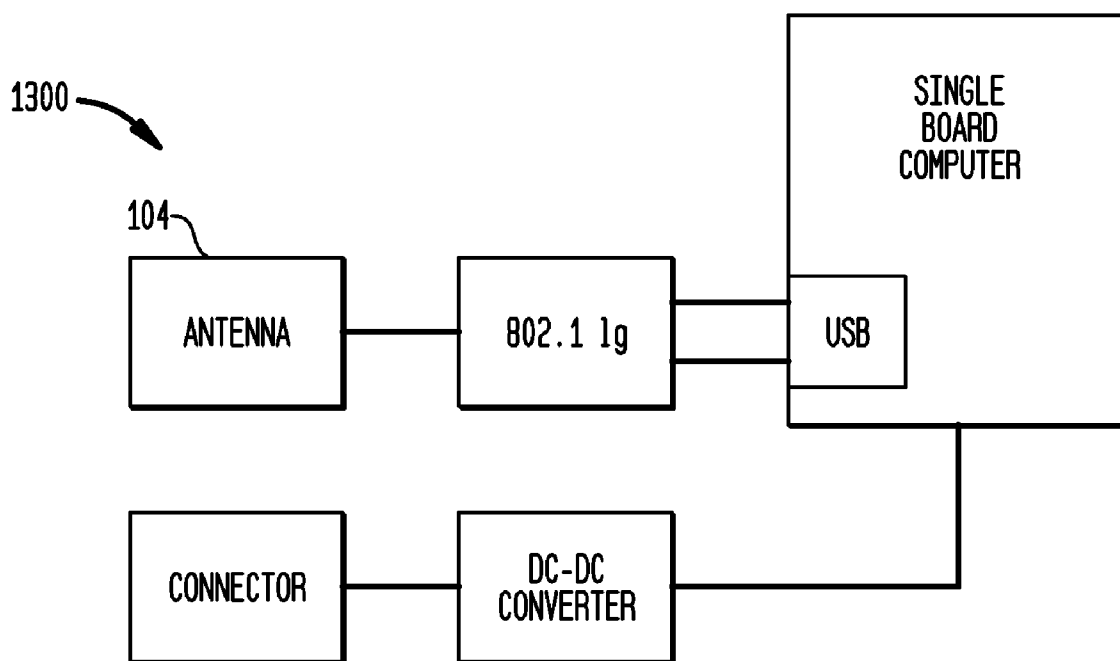 1300
SINGLE
BOARD
COMPUTER
104
ANTENNA
802.1 lg
USB
CONNECTOR
DC-DC
CONVERTER